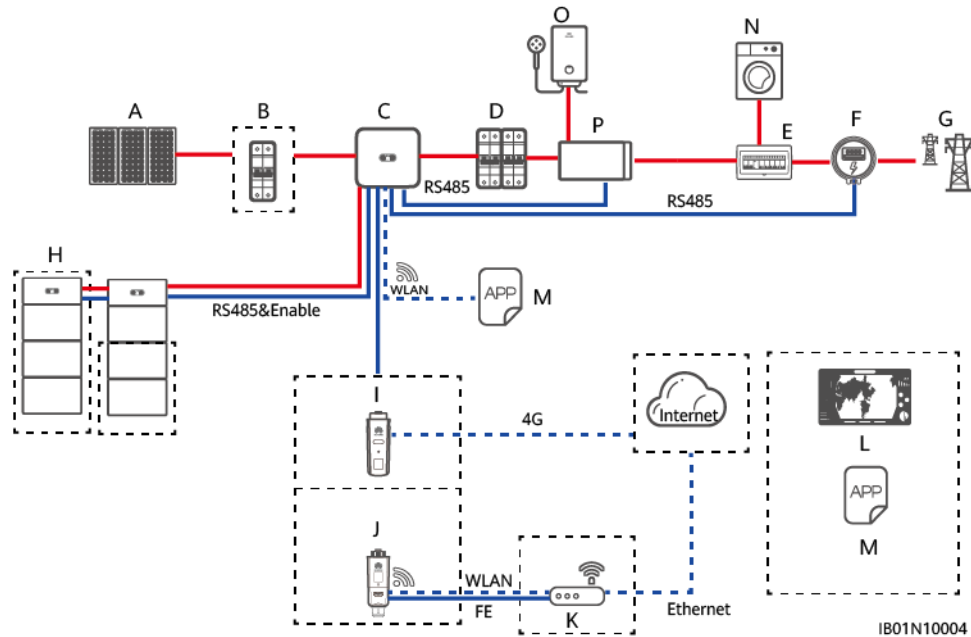 O
N
A
B
C
D
P
E
F
G
RS485
RS485
H
WLAN
APP
M
RS485&Enable
I
4G
Internet
L
APP
M
J
WLAN
FE
K
Ethernet
IB01N10004